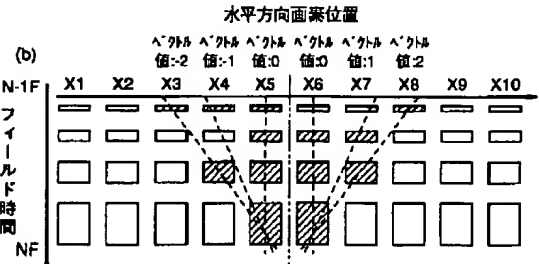 水平方向画素位置
(b)
ベクトル値:-2 ベクトル値:-1 ベクトル値:0 ベクトル値:0 ベクトル値:1 ベクトル値:2
N-1F X1 X2 X3 X4 X5 X6 X7 X8 X9 X10
フィールド時間
NF